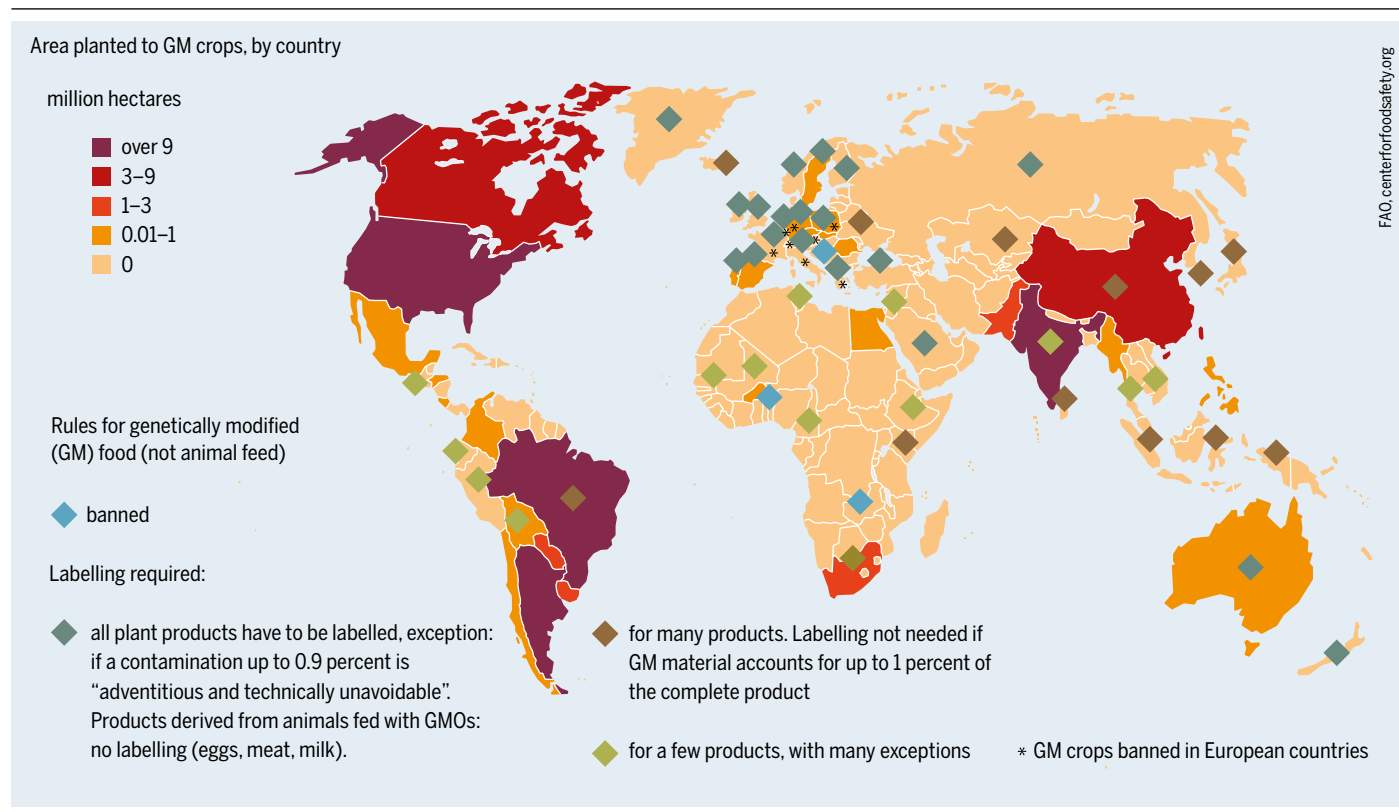 Area planted to GM crops, by country
million hectares
over 9
3–9
1–3
0.01–1
0
Rules for genetically modified
(GM) food (not animal feed)
banned
Labelling required:
all plant products have to be labelled, exception:
if a contamination up to 0.9 percent is
“adventitious and technically unavoidable”.
Products derived from animals fed with GMOs:
no labelling (eggs, meat, milk).
for many products. Labelling not needed if
GM material accounts for up to 1 percent of
the complete product
for a few products, with many exceptions
* GM crops banned in European countries
FAO, centerforfoodsafety.org